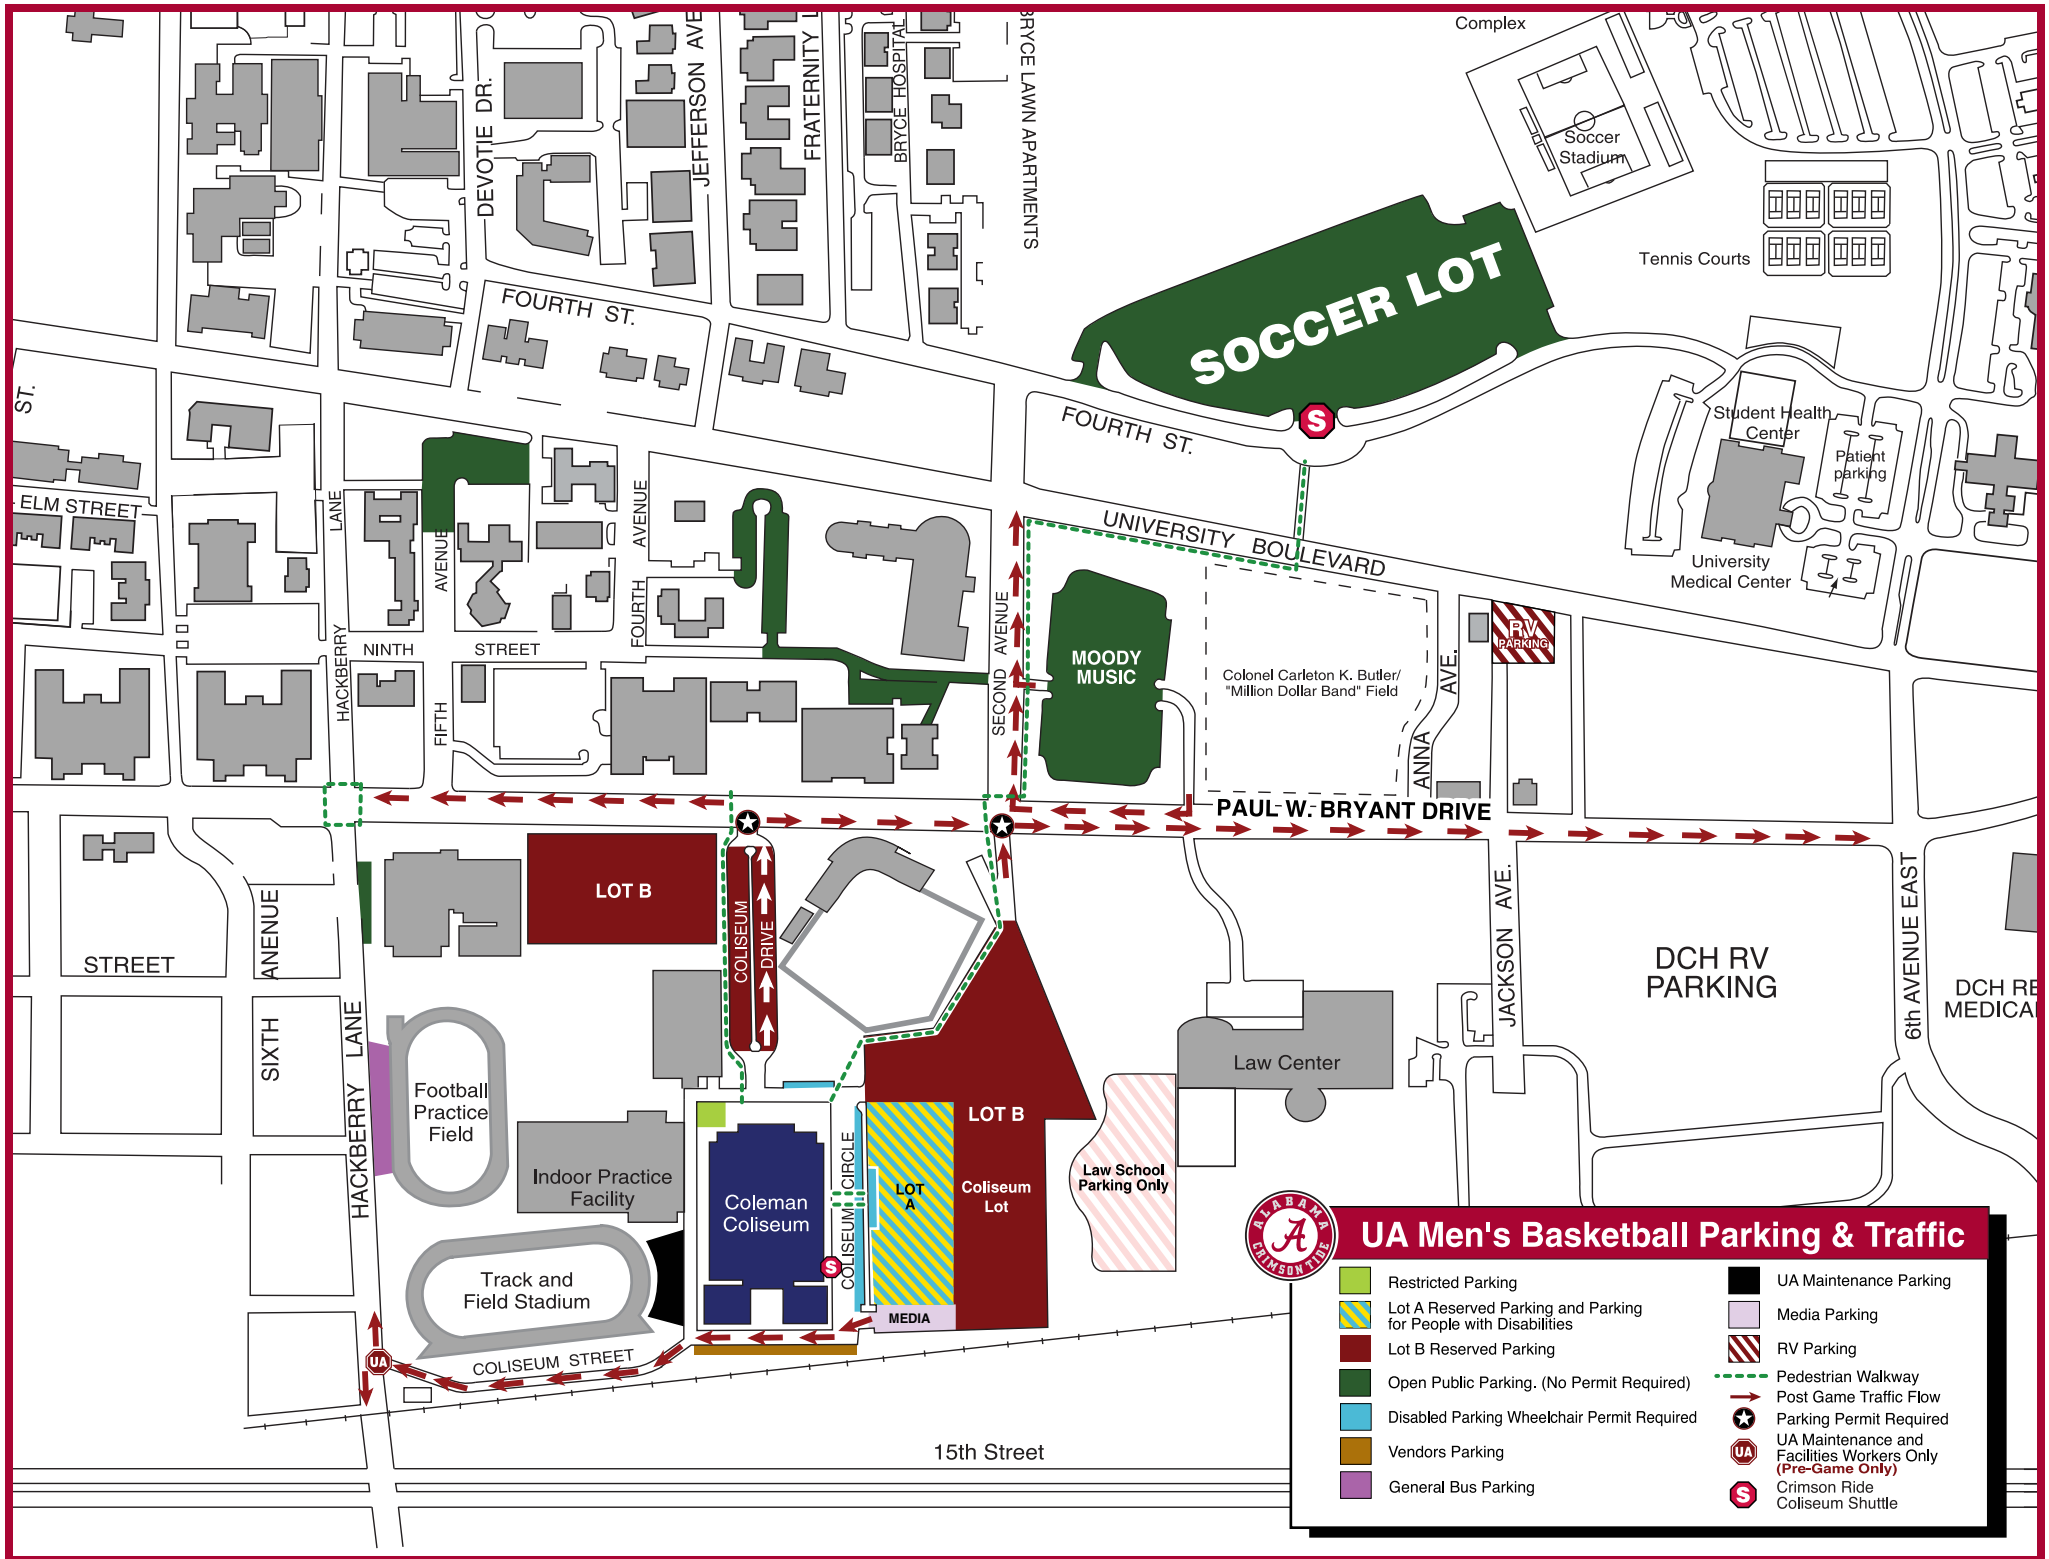 Complex
BRYCE LAWN APARTMENTS
BRYCE HOSPITAL
FRATERNITY
JEFFERSON AVE
DEVOTIE DR.
Soccer
Stadium
Tennis Courts
SOCCER LOT
S
FOURTH ST.
FOURTH ST.
ST.
ELM STREET
LANE
HACKBERRY
AVENUE
FIFTH
AVENUE
FOURTH
NINTH STREET
SECOND AVENUE
UNIVERSITY BOULEVARD
Student Health
Center
Patient
parking
University
Medical Center
MOODY
MUSIC
Colonel Carleton K. Butler/
"Million Dollar Band" Field
ANNA AVE.
RV
PARKING
PAUL W. BRYANT DRIVE
LOT B
COLISEUM
DRIVE
STREET
SIXTH ANENUE
HACKBERRY LANE
JACKSON AVE.
DCH RV
PARKING
6th AVENUE EAST
DCH RE
MEDICA
Law Center
Football
Practice
Field
Indoor Practice
Facility
Coleman
Coliseum
COLISEUM CIRCLE
S
LOT
A
LOT B
Coliseum
Lot
Law School
Parking Only
MEDIA
Track and
Field Stadium
COLISEUM STREET
UA
15th Street
ALABAMA
A
CRIMSON TIDE
UA Men's Basketball Parking & Traffic
Restricted Parking
Lot A Reserved Parking and Parking
for People with Disabilities
Lot B Reserved Parking
Open Public Parking. (No Permit Required)
Disabled Parking Wheelchair Permit Required
Vendors Parking
General Bus Parking
UA Maintenance Parking
Media Parking
RV Parking
Pedestrian Walkway
Post Game Traffic Flow
Parking Permit Required
UA
UA Maintenance and
Facilities Workers Only
(Pre-Game Only)
S
Crimson Ride
Coliseum Shuttle